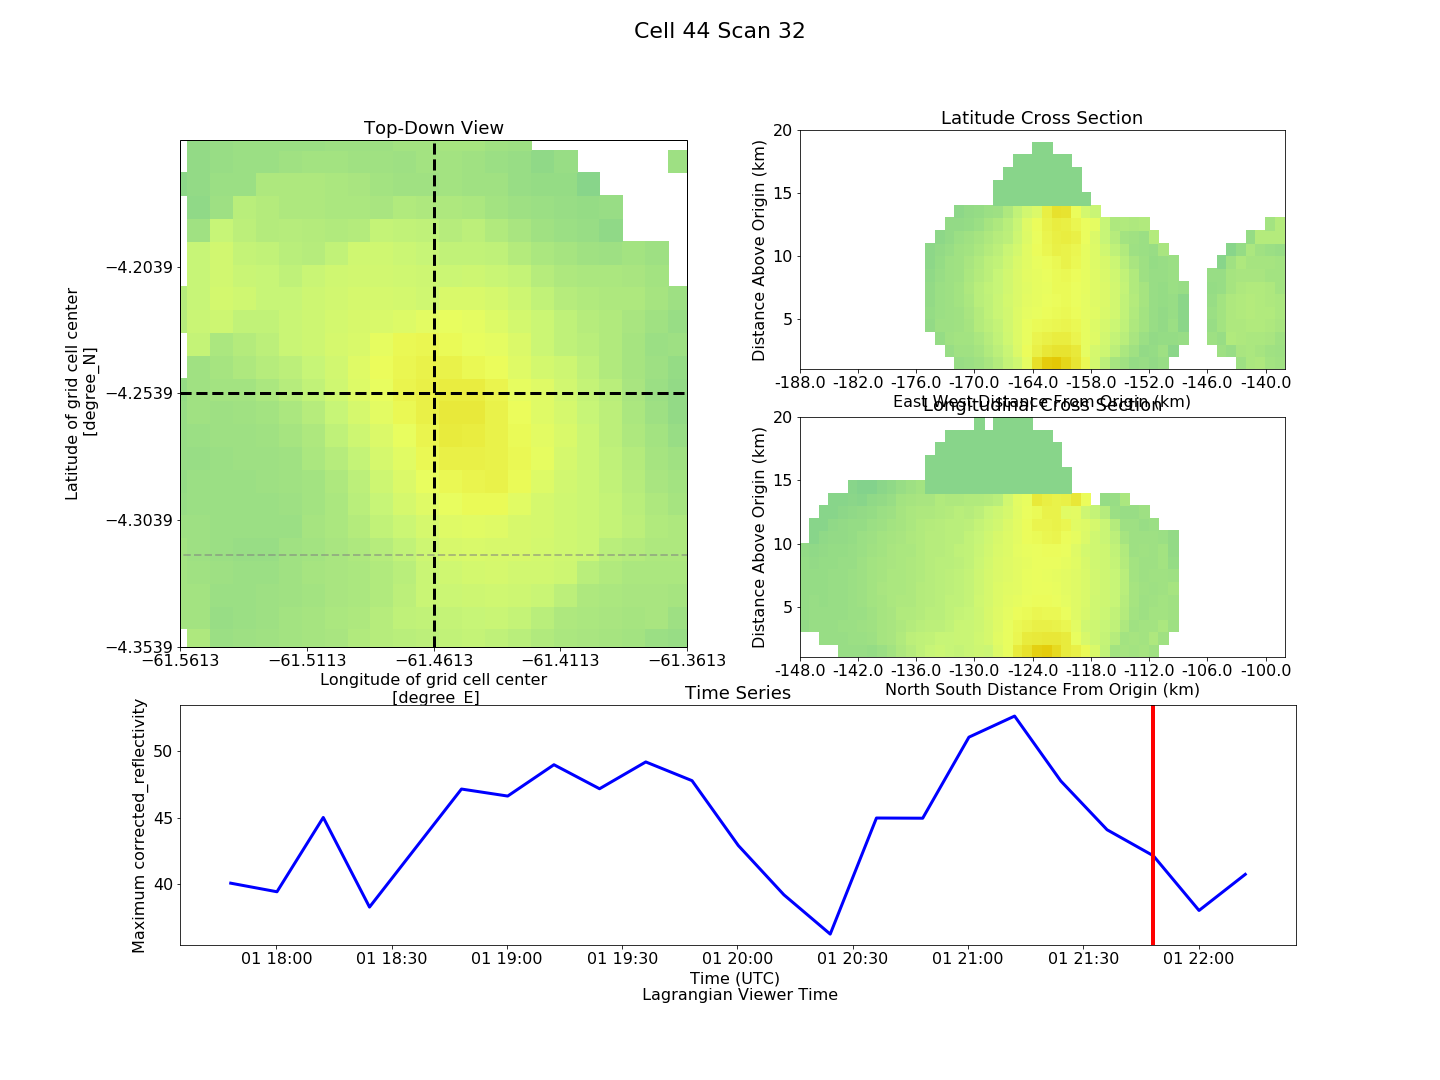 Cell 44 Scan 32
Top-Down View
Latitude of grid cell center
[degree_N]
−4.2039
−4.2539
−4.3039
−4.3539
−61.5613 −61.5113 −61.4613 −61.4113 −61.3613
Longitude of grid cell center
[degree_E]
Latitude Cross Section
Distance Above Origin (km)
20
15
10
5
-188.0 -182.0 -176.0 -170.0 -164.0 -158.0 -152.0 -146.0 -140.0
East West Distance From Origin (km)
Longitudinal Cross Section
Distance Above Origin (km)
20
15
10
5
-148.0 -142.0 -136.0 -130.0 -124.0 -118.0 -112.0 -106.0 -100.0
North South Distance From Origin (km)
Time Series
Maximum corrected_reflectivity
50
45
40
01 18:00 01 18:30 01 19:00 01 19:30 01 20:00 01 20:30 01 21:00 01 21:30 01 22:00
Time (UTC)
Lagrangian Viewer Time